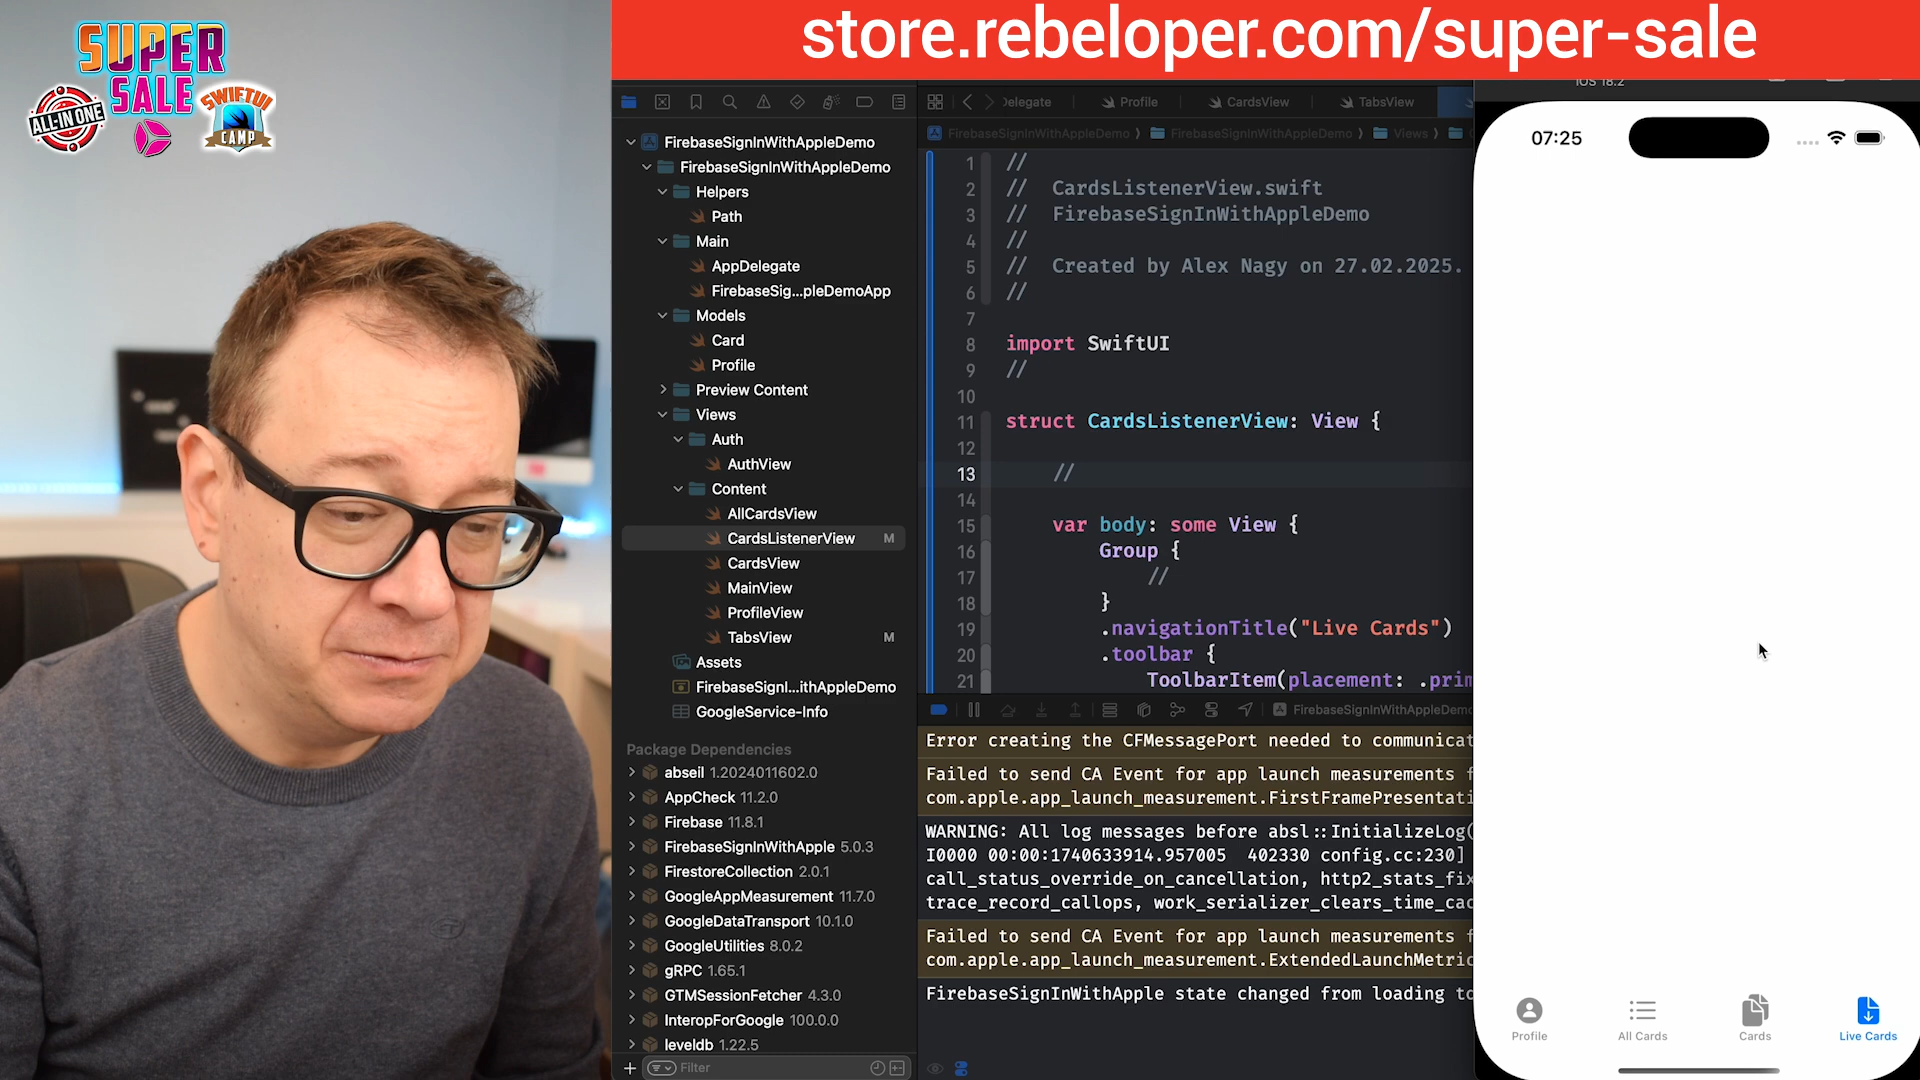 store.rebeloper.com/super-sale
SUPER
SALE
ALL-IN ONE
SWIFTUI
CAMP
iOS 18.2
Delegate
Profile
CardsView
TabsView
FirebaseSignInWithAppleDemo
FirebaseSignInWithAppleDemo
Helpers
Path
Main
AppDelegate
FirebaseSig...pleDemoApp
Models
Card
Profile
Preview Content
Views
Auth
AuthView
Content
AllCardsView
CardsListenerView M
CardsView
MainView
ProfileView
TabsView M
Assets
FirebaseSignI...ithAppleDemo
GoogleService-Info
Package Dependencies
abseil 1.2024011602.0
AppCheck 11.2.0
Firebase 11.8.1
FirebaseSignInWithApple 5.0.3
FirestoreCollection 2.0.1
GoogleAppMeasurement 11.7.0
GoogleDataTransport 10.1.0
GoogleUtilities 8.0.2
gRPC 1.65.1
GTMSessionFetcher 4.3.0
InteropForGoogle 100.0.0
leveldb 1.22.5
Filter
FirebaseSignInWithAppleDemo 〉 FirebaseSignInWithAppleDemo 〉 Views 〉
1 //
2 // CardsListenerView.swift
3 // FirebaseSignInWithAppleDemo
4 //
5 // Created by Alex Nagy on 27.02.2025.
6 //
7
8 import SwiftUI
9 //
10
11 struct CardsListenerView: View {
12
13 //
14
15 var body: some View {
16 Group {
17 //
18 }
19 .navigationTitle("Live Cards")
20 .toolbar {
21 ToolbarItem(placement: .prim
FirebaseSignInWithAppleDemo
Error creating the CFMessagePort needed to communicat
Failed to send CA Event for app launch measurements f
com.apple.app_launch_measurement.FirstFramePresentati
WARNING: All log messages before absl::InitializeLog(
I0000 00:00:1740633914.957005 402330 config.cc:230]
call_status_override_on_cancellation, http2_stats_fix
trace_record_callops, work_serializer_clears_time_cac
Failed to send CA Event for app launch measurements f
com.apple.app_launch_measurement.ExtendedLaunchMetric
FirebaseSignInWithApple state changed from loading to
07:25
Profile
All Cards
Cards
Live Cards